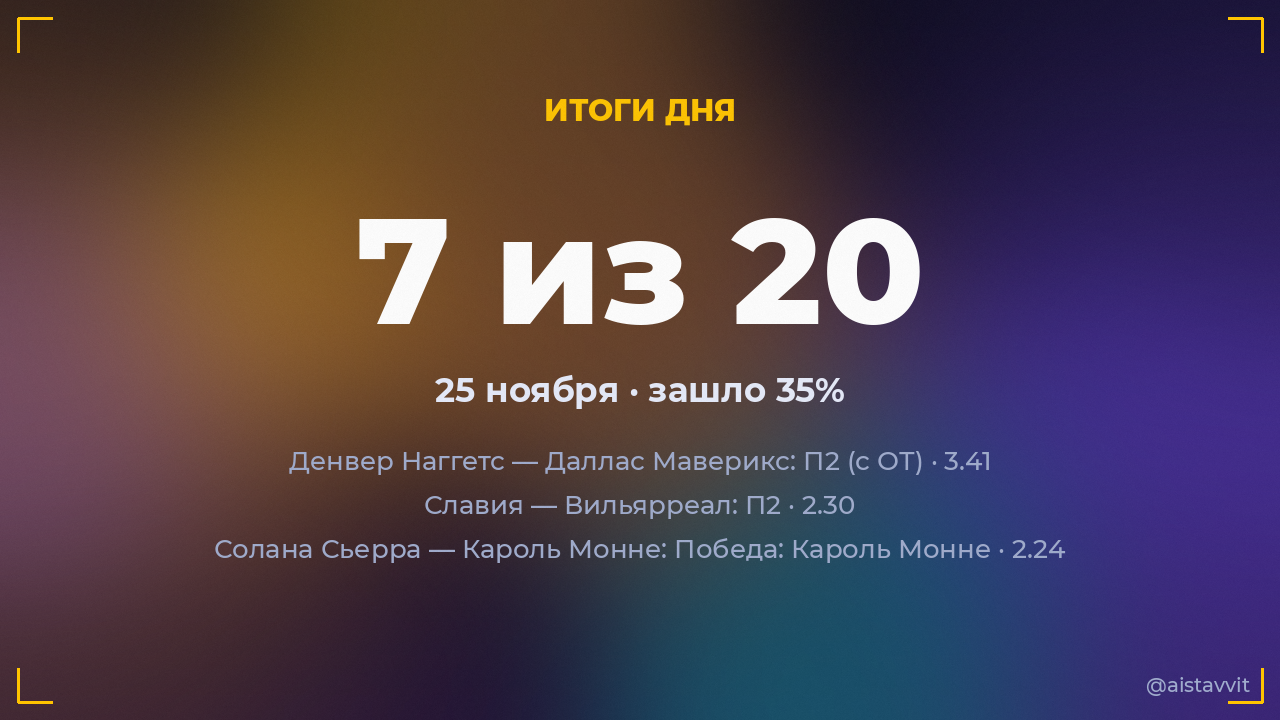 ИТОГИ ДНЯ
7 из 20
25 ноября · зашло 35%
Денвер Наггетс — Даллас Маверикс: П2 (с ОТ) · 3.41
Славия — Вильярреал: П2 · 2.30
Солана Сьерра — Кароль Монне: Победа: Кароль Монне · 2.24
@aistavvit